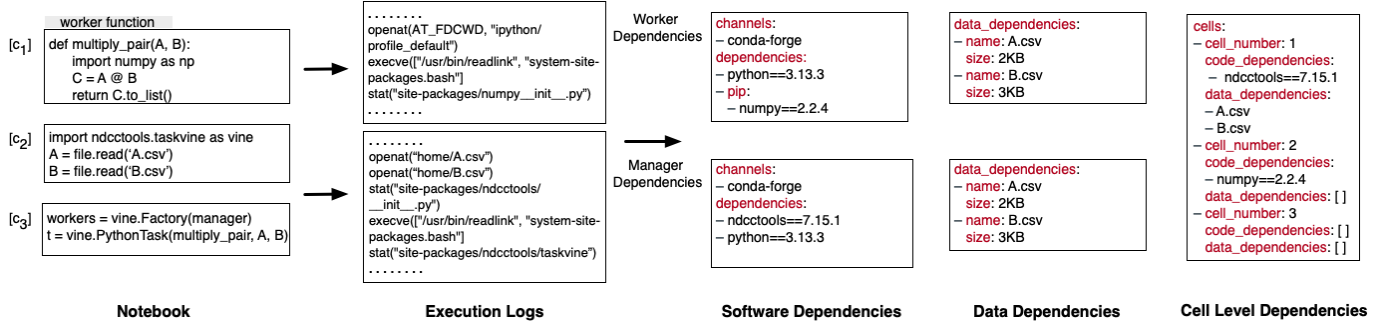 worker function
[c1]
def multiply_pair(A, B):
import numpy as np
C = A @ B
return C.to_list()
[c2]
import ndcctools.taskvine as vine
A = file.read(‘A.csv’)
B = file.read(‘B.csv’)
[c3]
workers = vine.Factory(manager)
t = vine.PythonTask(multiply_pair, A, B)
Notebook
. . . . . . . .
openat(AT_FDCWD, "ipython/
profile_default")
execve(["/usr/bin/readlink", "system-site-
packages.bash"]
stat("site-packages/numpy__init__.py”)
. . . . . . . .
. . . . . . . .
openat(“home/A.csv”)
openat(“home/B.csv”)
stat("site-packages/ndcctools/
__init__.py")
execve(["/usr/bin/readlink", "system-site-
packages.bash"]
stat("site-packages/ndcctools/taskvine”)
. . . . . . . .
Execution Logs
Worker
Dependencies
Manager
Dependencies
channels:
– conda-forge
dependencies:
– python==3.13.3
– pip:
– numpy==2.2.4
channels:
– conda-forge
dependencies:
– ndcctools==7.15.1
– python==3.13.3
Software Dependencies
data_dependencies:
– name: A.csv
size: 2KB
– name: B.csv
size: 3KB
data_dependencies:
– name: A.csv
size: 2KB
– name: B.csv
size: 3KB
Data Dependencies
cells:
– cell_number: 1
code_dependencies:
– ndcctools==7.15.1
data_dependencies:
– A.csv
– B.csv
– cell_number: 2
code_dependencies:
– numpy==2.2.4
data_dependencies: [ ]
– cell_number: 3
code_dependencies: [ ]
data_dependencies: [ ]
Cell Level Dependencies